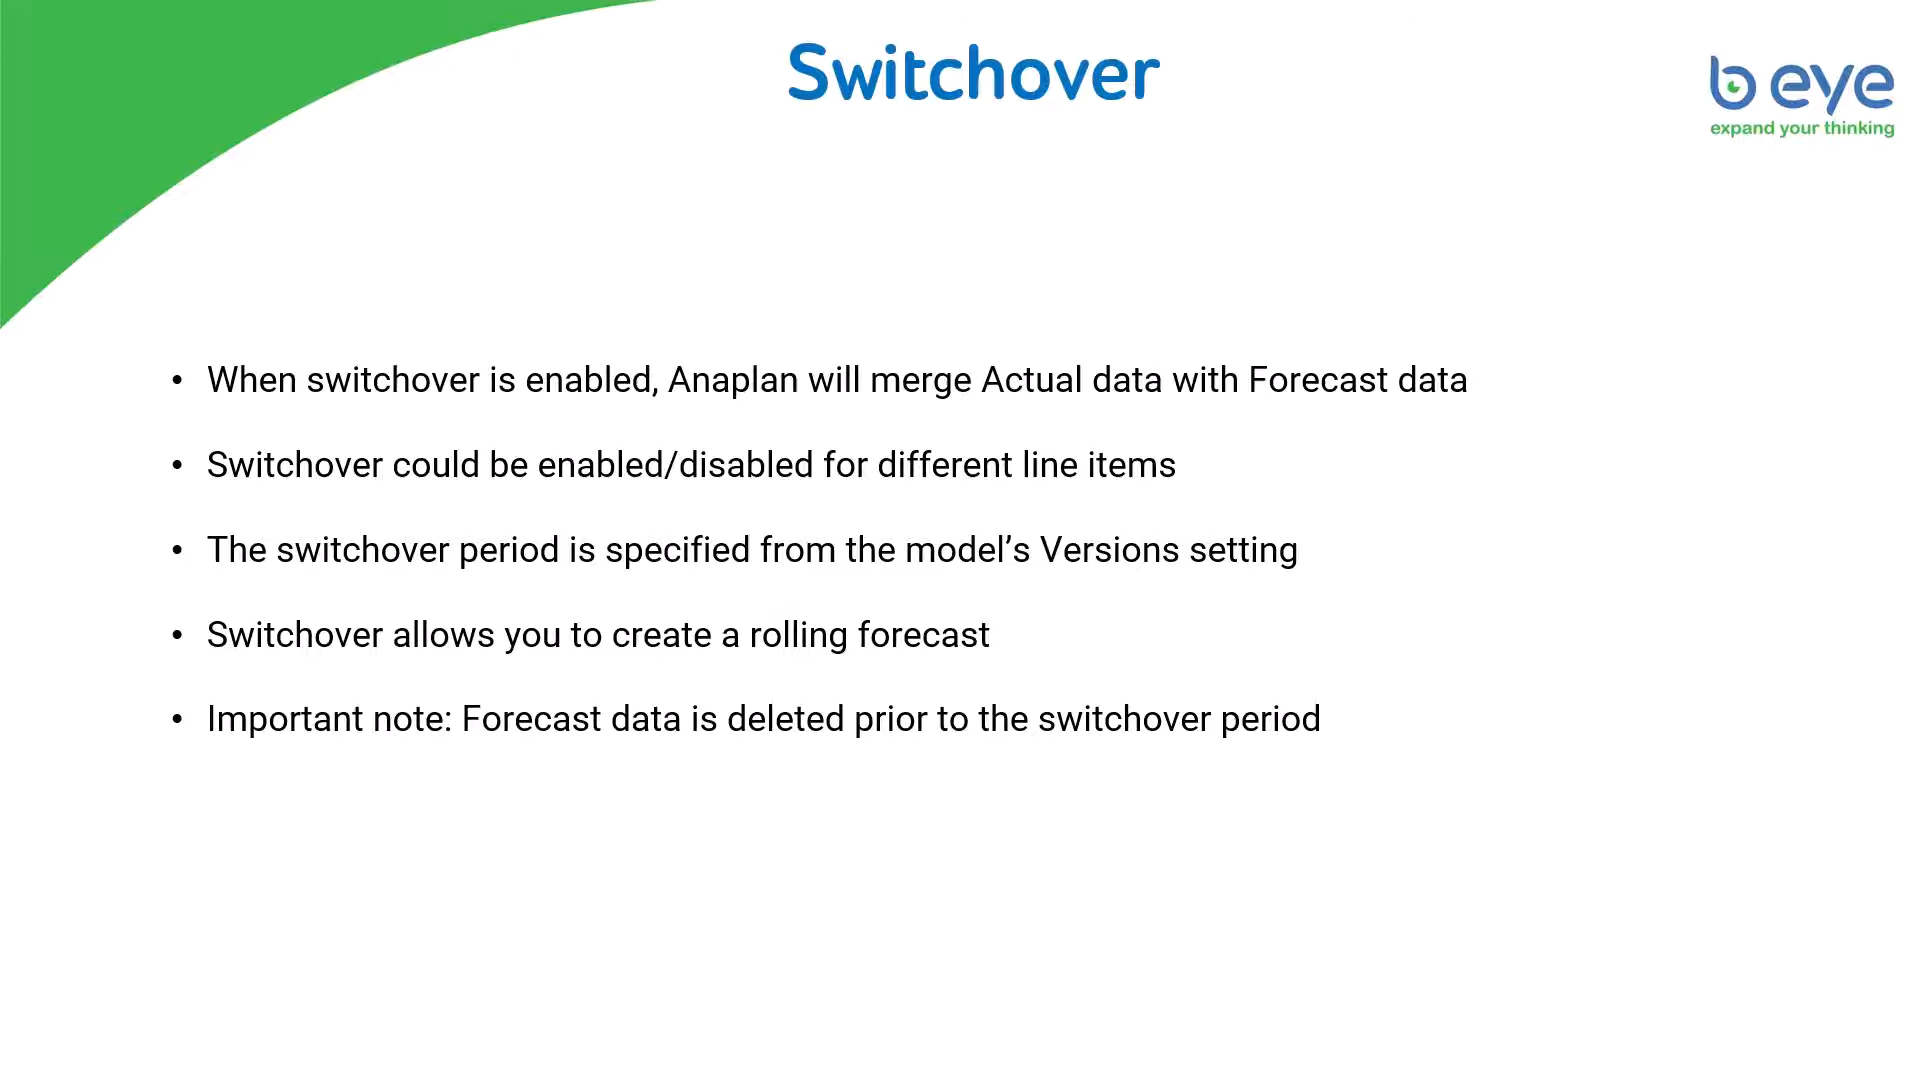 Switchover
b eye
expand your thinking
• When switchover is enabled, Anaplan will merge Actual data with Forecast data
• Switchover could be enabled/disabled for different line items
• The switchover period is specified from the model’s Versions setting
• Switchover allows you to create a rolling forecast
• Important note: Forecast data is deleted prior to the switchover period